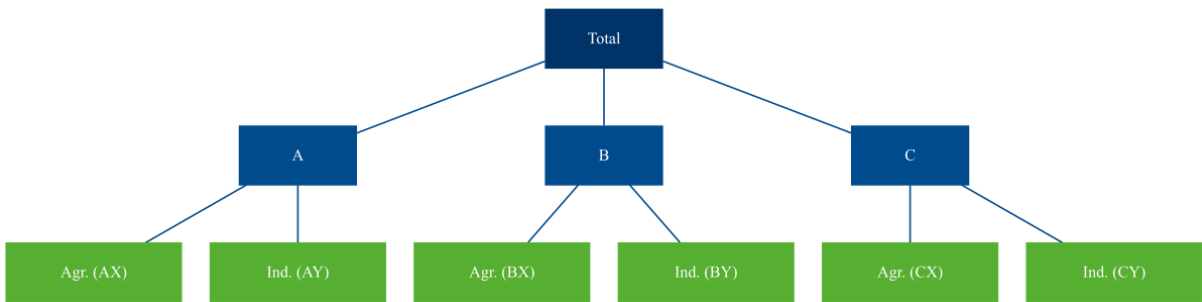 Total
A
B
C
Agr. (AX)
Ind. (AY)
Agr. (BX)
Ind. (BY)
Agr. (CX)
Ind. (CY)